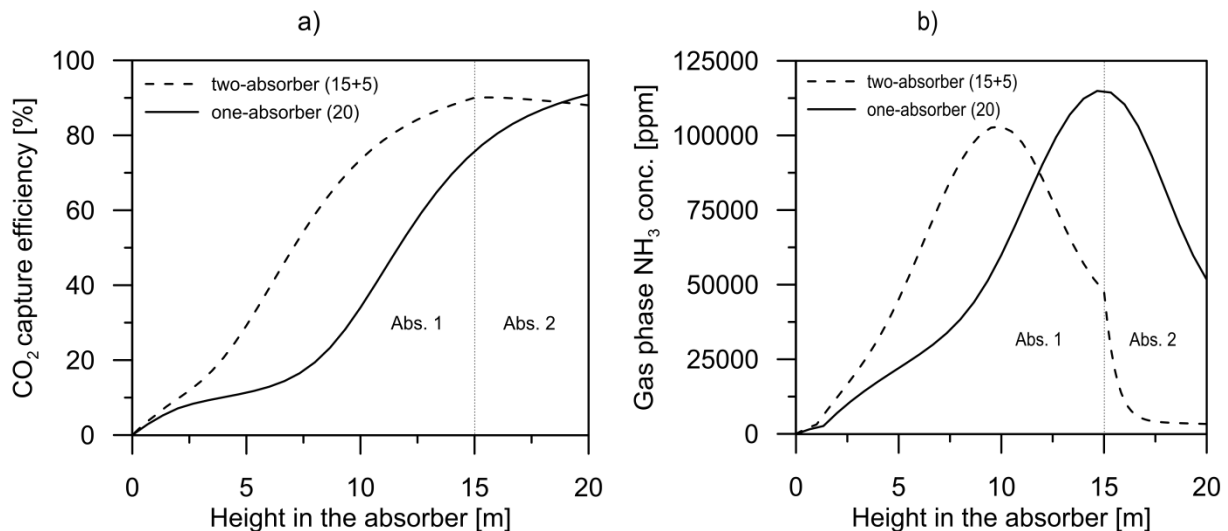 a)
CO₂ capture efficiency [%]
100
80
60
40
20
0
two-absorber (15+5)
one-absorber (20)
Abs. 1
Abs. 2
0 5 10 15 20
Height in the absorber [m]
b)
Gas phase NH₃ conc. [ppm]
125000
100000
75000
50000
25000
0
two-absorber (15+5)
one-absorber (20)
Abs. 1
Abs. 2
0 5 10 15 20
Height in the absorber [m]